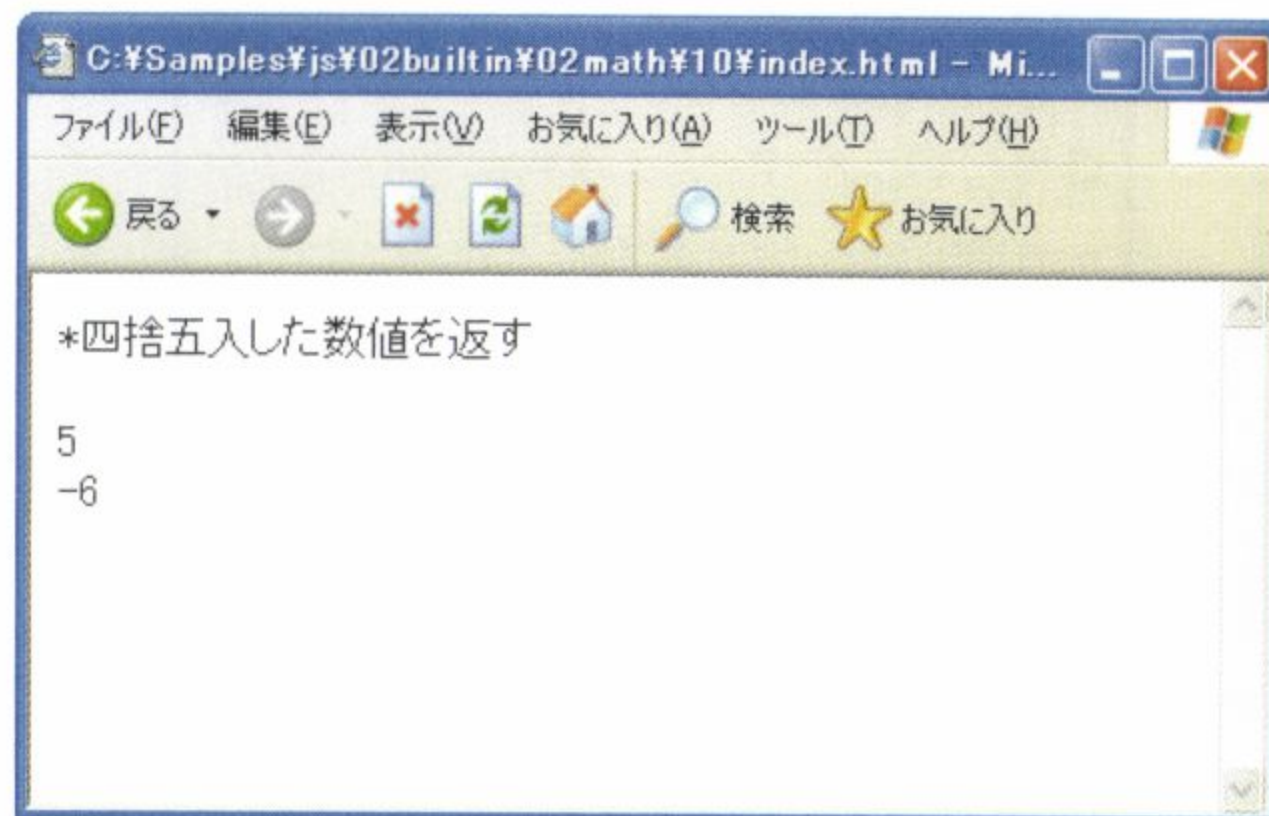 C:¥Samples¥js¥02builtin¥02math¥10¥index.html - Mi...
ファイル(F) 編集(E) 表示(V) お気に入り(A) ツール(T) ヘルプ(H)
戻る 検索 お気に入り
*四捨五入した数値を返す
5
-6